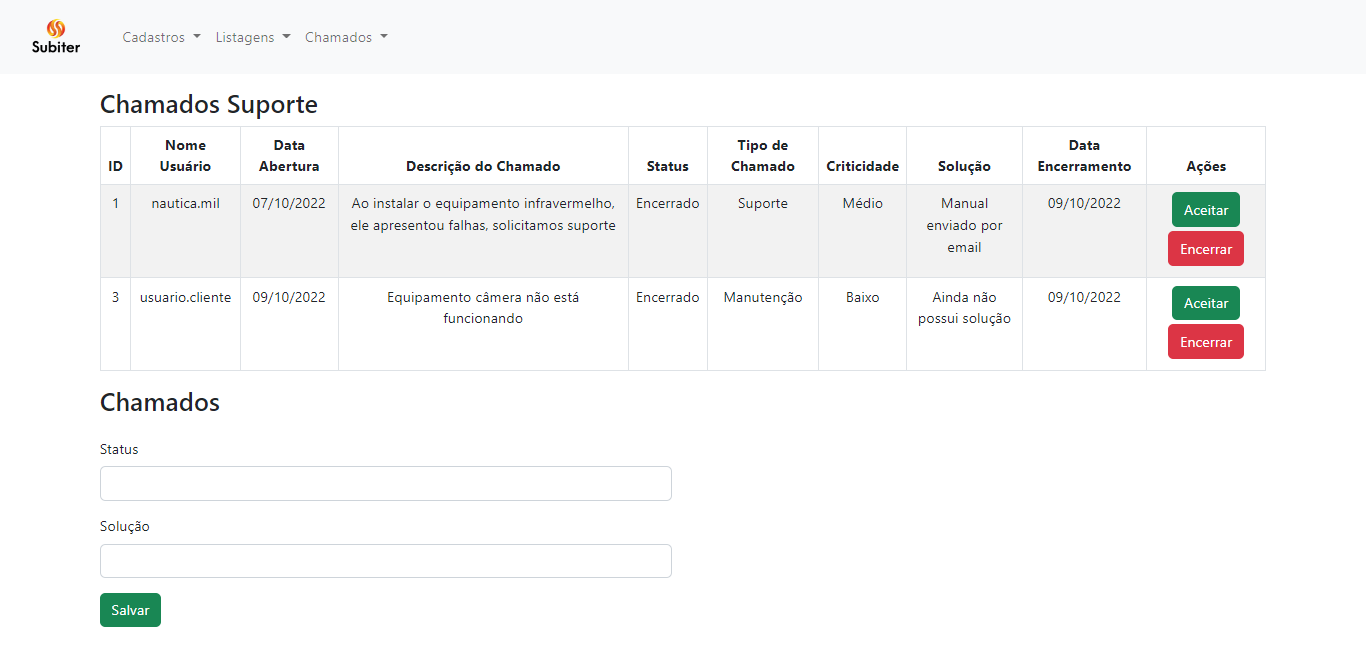 Subiter
Cadastros Listagens Chamados
Chamados Suporte
ID Nome Usuário Data Abertura Descrição do Chamado Status Tipo de Chamado Criticidade Solução Data Encerramento Ações
1 nautica.mil 07/10/2022 Ao instalar o equipamento infravermelho, Encerrado Suporte Médio Manual 09/10/2022 Aceitar
ele apresentou falhas, solicitamos suporte enviado por
email Encerrar
3 usuario.cliente 09/10/2022 Equipamento câmera não está Encerrado Manutenção Baixo Ainda não 09/10/2022 Aceitar
funcionando possui solução
Encerrar
Chamados
Status
Solução
Salvar